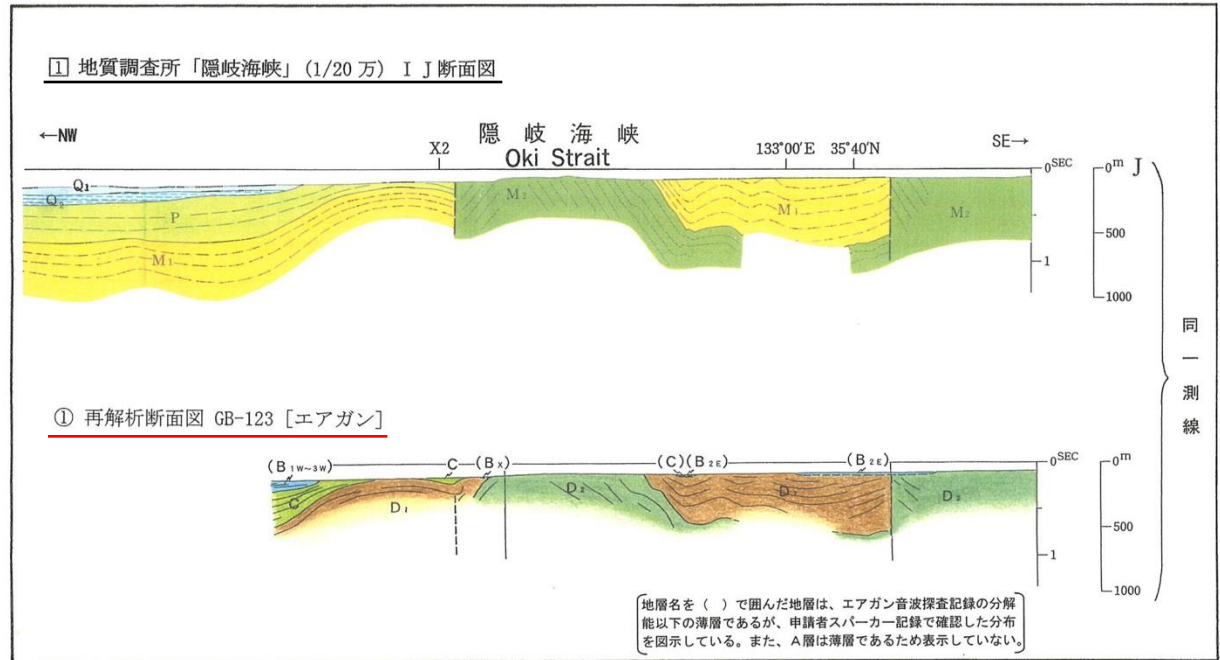 1 地質調査所「隠岐海峡」(1/20 万) I J 断面図
←NW
X2
隠岐海峡
Oki Strait
133°00′E 35°40′N
SE→
0SEC
0m J
Q1
Q2
P
M1
M2
M1
M2
500
1
1000
同一測線
① 再解析断面図 GB-123 [エアガン]
(B1W~3W)
C
(BX)
(C)(B2E)
(B2E)
0SEC
0m
C
D1
D2
D1
D2
500
1
1000
地層名を ( ) で囲んだ地層は、エアガン音波探査記録の分解
能以下の薄層であるが、申請者スパーカー記録で確認した分布
を図示している。また、A層は薄層であるため表示していない。